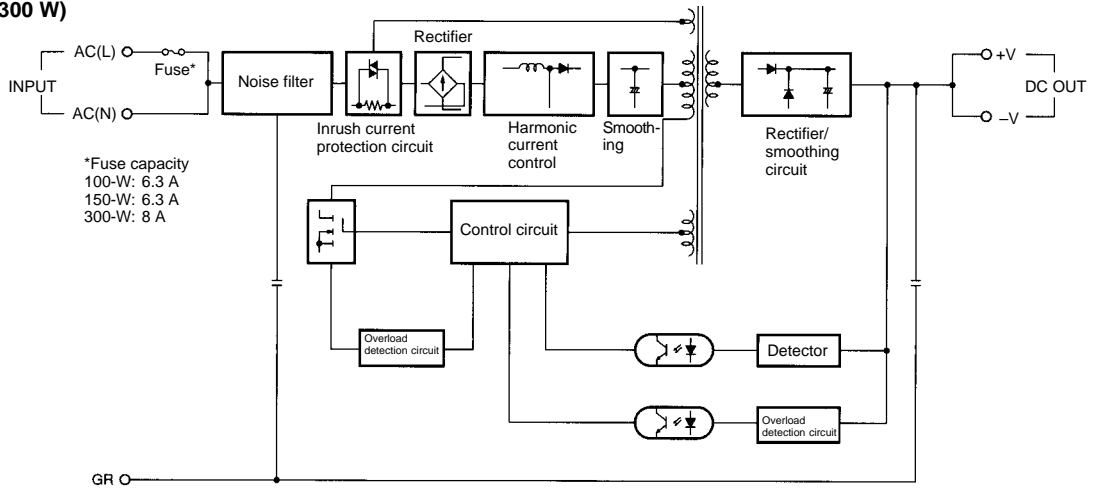 300 W)
AC(L)
Fuse*
INPUT
AC(N)
*Fuse capacity
100-W: 6.3 A
150-W: 6.3 A
300-W: 8 A
Noise filter
Inrush current
protection circuit
Rectifier
Harmonic
current
control
Smooth-
ing
Rectifier/
smoothing
circuit
+V
DC OUT
–V
Control circuit
Overload
detection circuit
Detector
Overload
detection circuit
GR